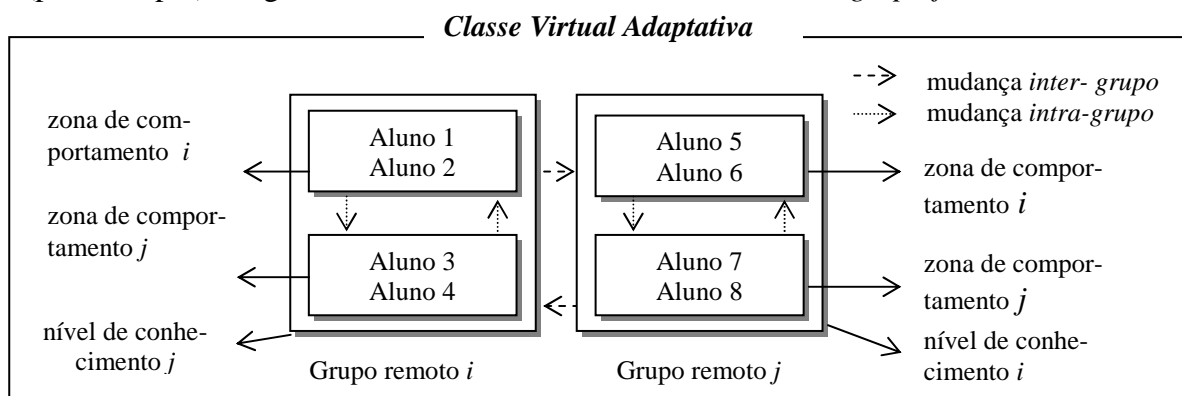 Classe Virtual Adaptativa
mudança inter- grupo
mudança intra-grupo
zona de com-
portamento i
zona de compor-
tamento j
nível de conhe-
cimento j
Aluno 1
Aluno 2
Aluno 3
Aluno 4
Grupo remoto i
Aluno 5
Aluno 6
Aluno 7
Aluno 8
Grupo remoto j
zona de compor-
tamento i
zona de compor-
tamento j
nível de conhe-
cimento i